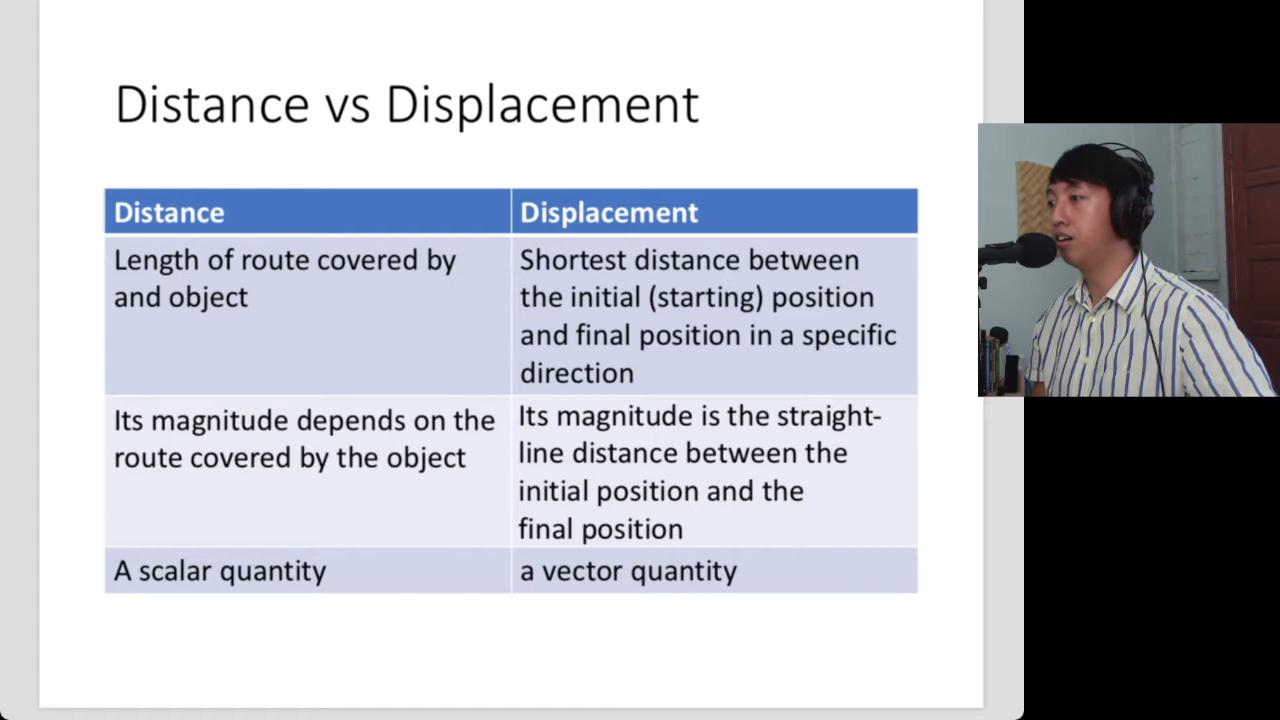 Distance vs Displacement
Distance
Displacement
Length of route covered by
and object
Shortest distance between
the initial (starting) position
and final position in a specific
direction
Its magnitude depends on the
route covered by the object
Its magnitude is the straight-
line distance between the
initial position and the
final position
A scalar quantity
a vector quantity